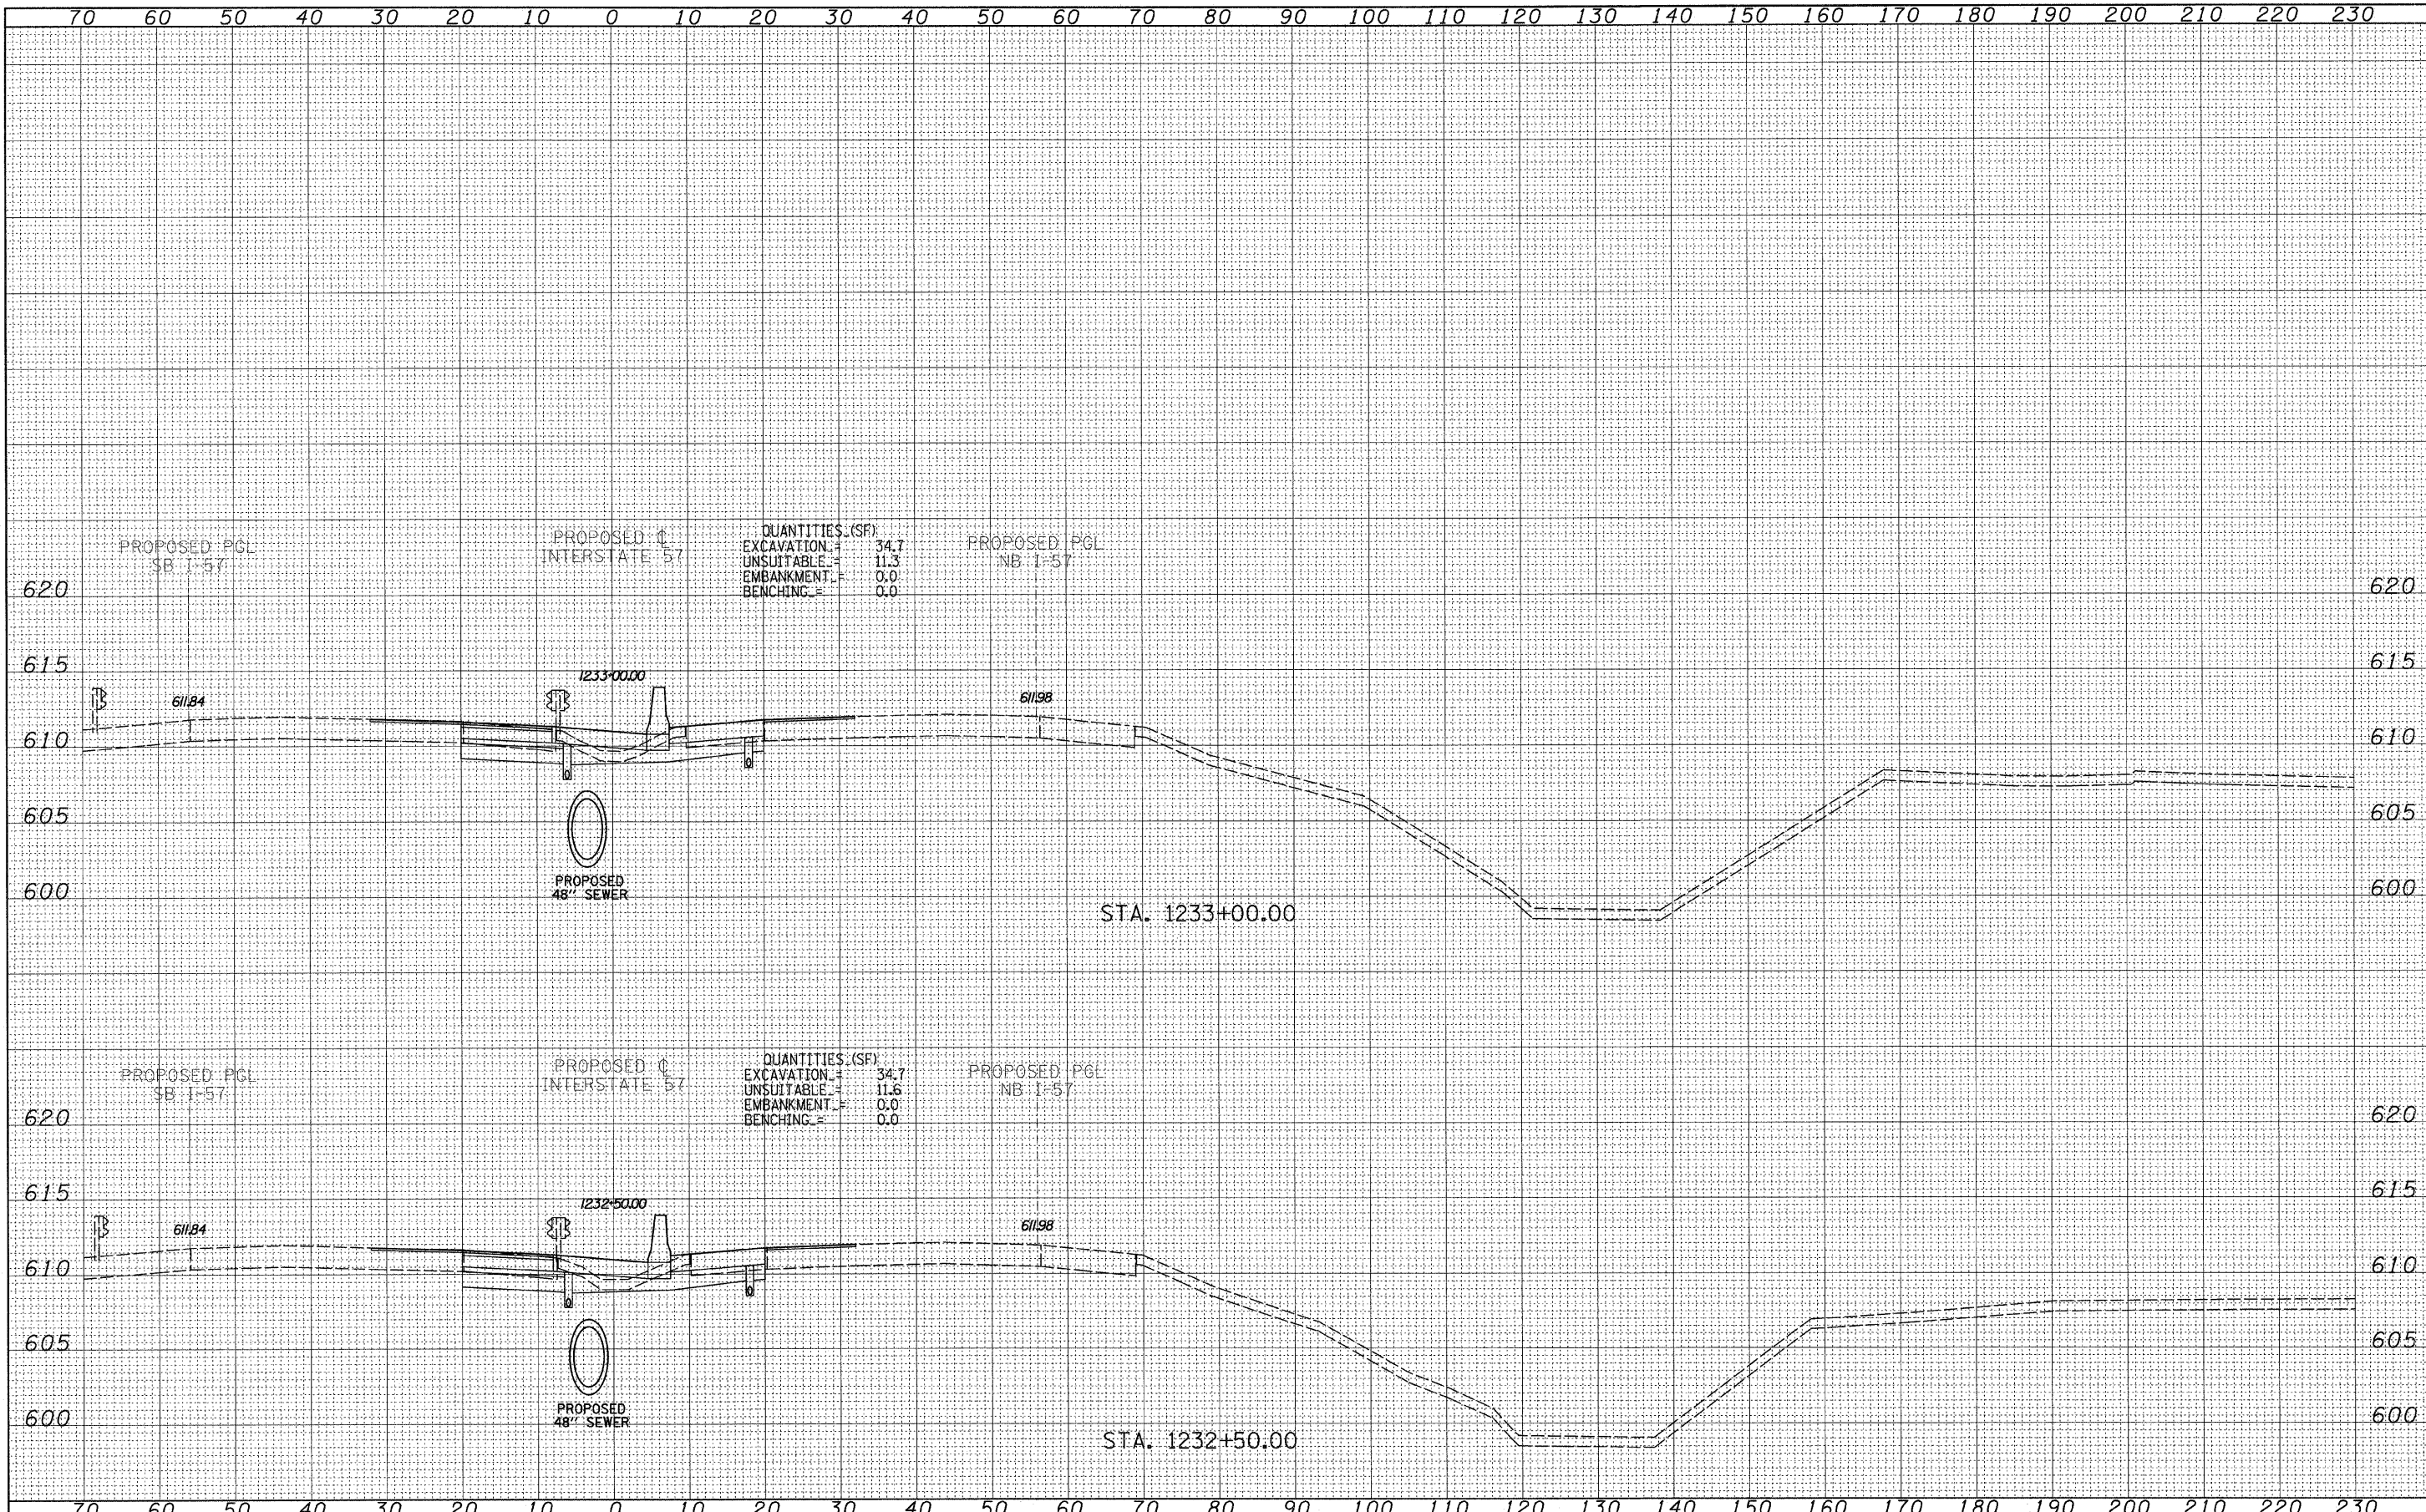 70 60 50 40 30 20 10 0 10 20 30 40 50 60 70 80 90 100 110 120 130 140 150 160 170 180 190 200 210 220 230
PROPOSED PGL
SB I-57
PROPOSED ℄
INTERSTATE 57
QUANTITIES (SF)
EXCAVATION = 34.7
UNSUITABLE = 11.3
EMBANKMENT = 0.0
BENCHING = 0.0
PROPOSED PGL
NB I-57
620 620
615 615
1233+00.00
611.84 611.98
610 610
605 605
PROPOSED
48" SEWER
600 600
STA. 1233+00.00
PROPOSED PGL
SB I-57
PROPOSED ℄
INTERSTATE 57
QUANTITIES (SF)
EXCAVATION = 34.7
UNSUITABLE = 11.6
EMBANKMENT = 0.0
BENCHING = 0.0
PROPOSED PGL
NB I-57
620 620
615 615
1232+50.00
611.84 611.98
610 610
605 605
PROPOSED
48" SEWER
600 600
STA. 1232+50.00
70 60 50 40 30 20 10 0 10 20 30 40 50 60 70 80 90 100 110 120 130 140 150 160 170 180 190 200 210 220 230